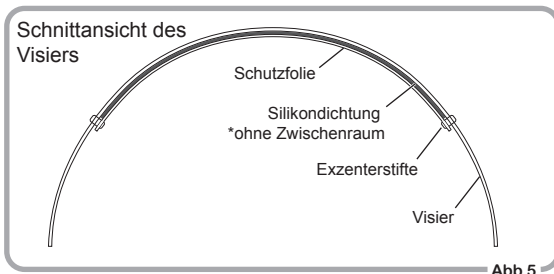 Schnittansicht des
Visiers
Schutzfolie
Silikondichtung
*ohne Zwischenraum
Exzenterstifte
Visier
Abb 5